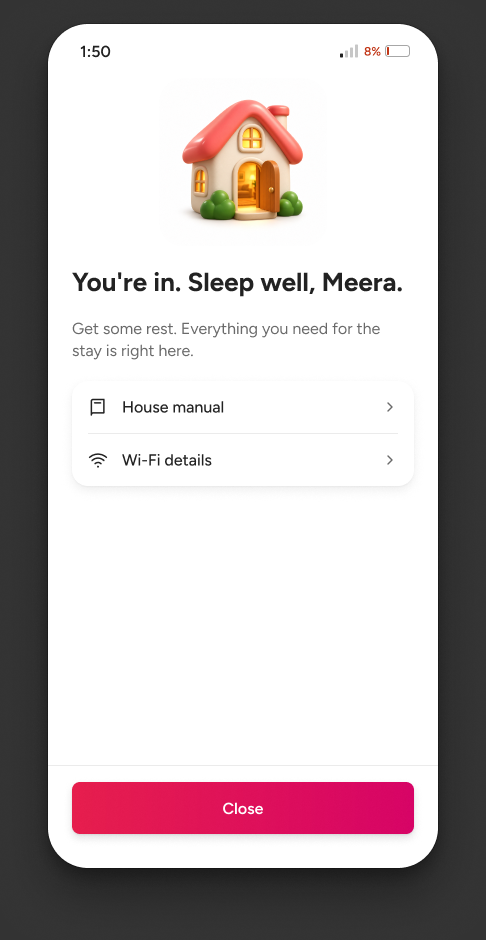 1:50
8%
You're in. Sleep well, Meera.
Get some rest. Everything you need for the
stay is right here.
House manual
Wi-Fi details
Close